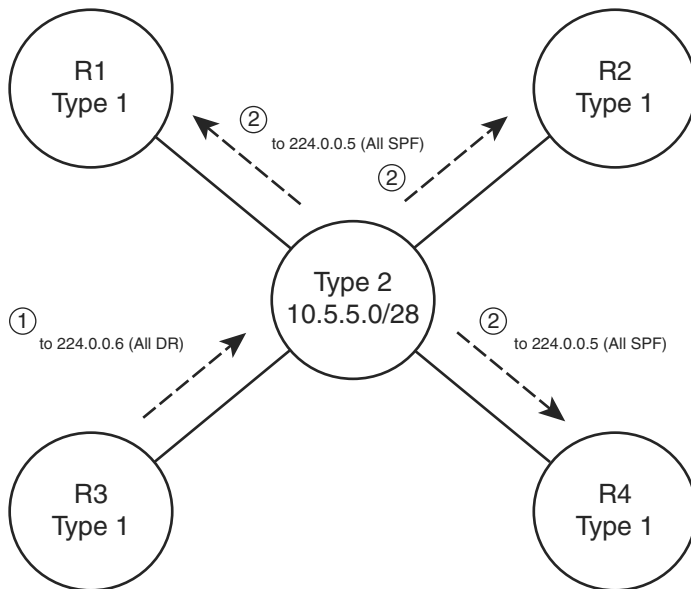 R1
Type 1
R2
Type 1
②
to 224.0.0.5 (All SPF)
②
Type 2
10.5.5.0/28
①
to 224.0.0.6 (All DR)
②
to 224.0.0.5 (All SPF)
R3
Type 1
R4
Type 1